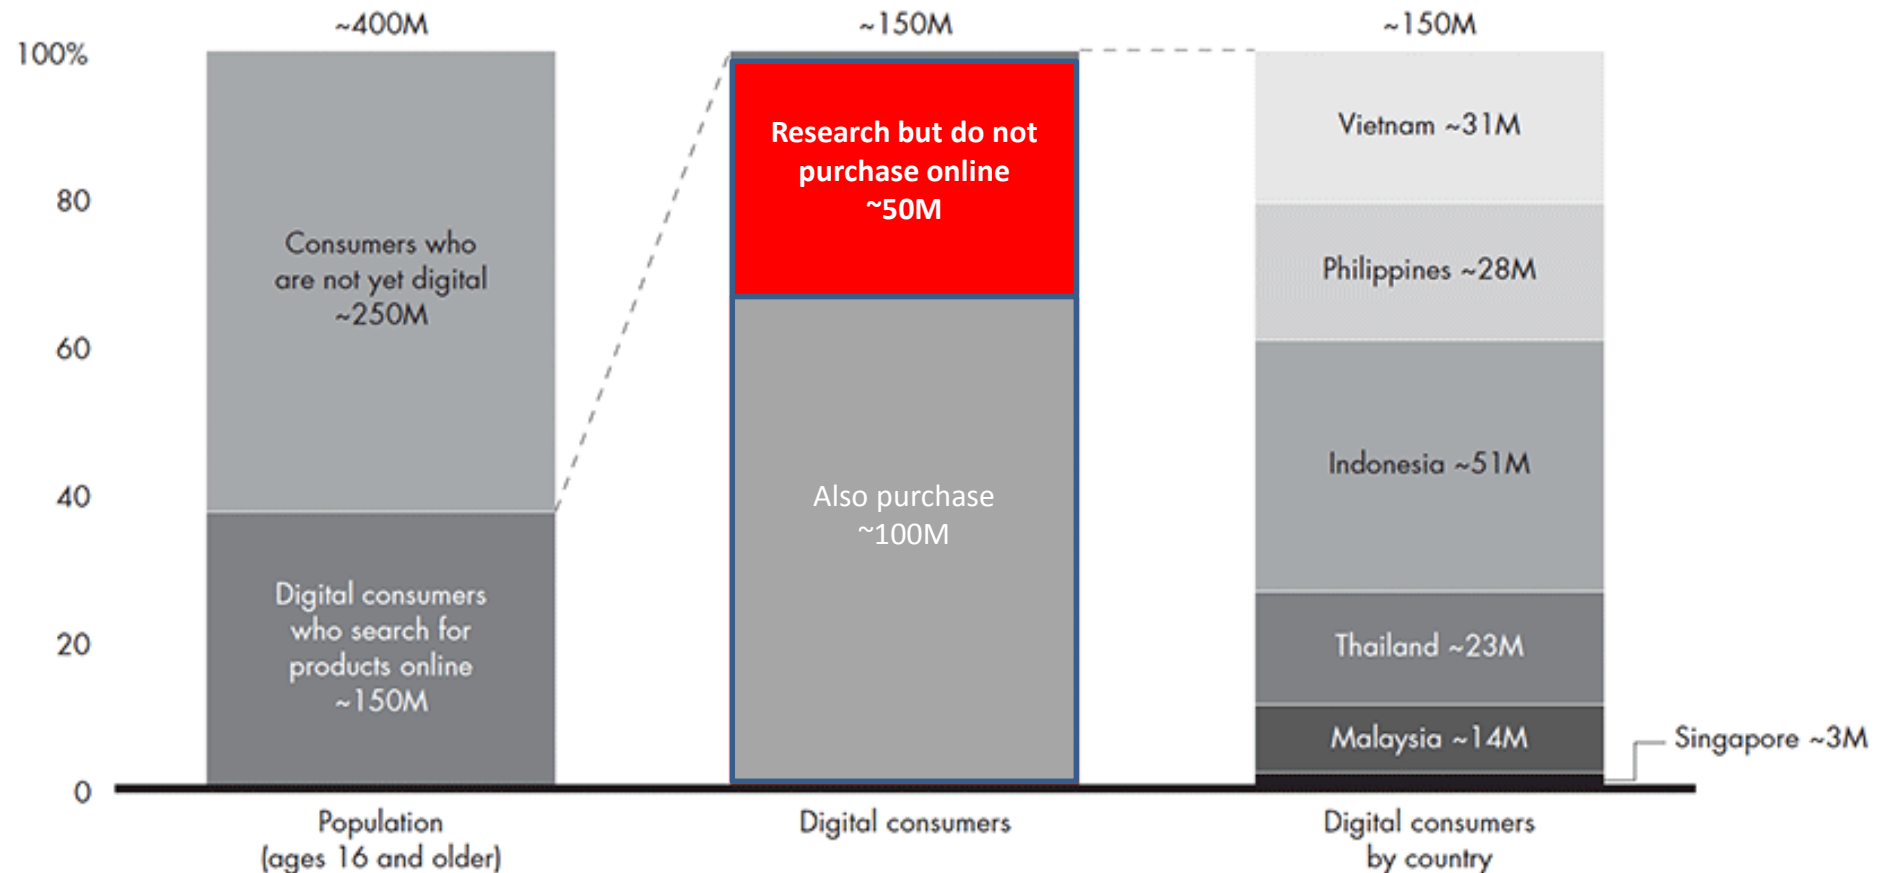 ~400M
~150M
~150M
100%
80
60
40
20
0
Consumers who
are not yet digital
~250M
Digital consumers
who search for
products online
~150M
Research but do not
purchase online
~50M
Also purchase
~100M
Vietnam ~31M
Philippines ~28M
Indonesia ~51M
Thailand ~23M
Malaysia ~14M
Singapore ~3M
Population
(ages 16 and older)
Digital consumers
Digital consumers
by country